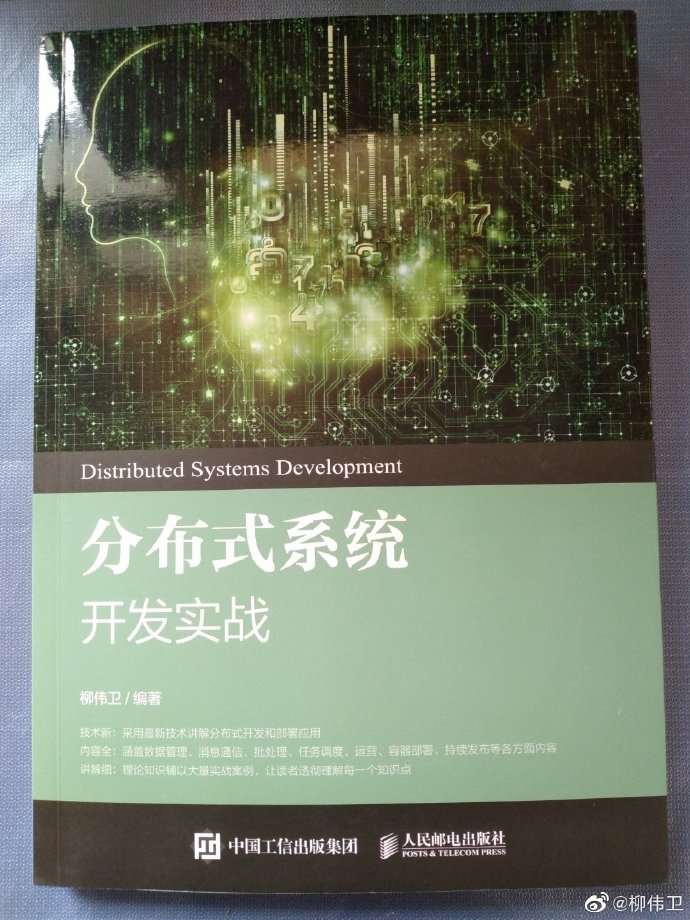 Distributed Systems Development
分布式系统
开发实战
柳伟卫 / 编著
技术新：采用最新技术讲解分布式开发和部署应用
内容全：涵盖数据管理、消息通信、批处理、任务调度、运营、容器部署、持续发布等各方面内容
讲解细：理论知识辅以大量实战案例，让读者透彻理解每一个知识点
中国工信出版集团
人民邮电出版社
POSTS & TELECOM PRESS
@柳伟卫